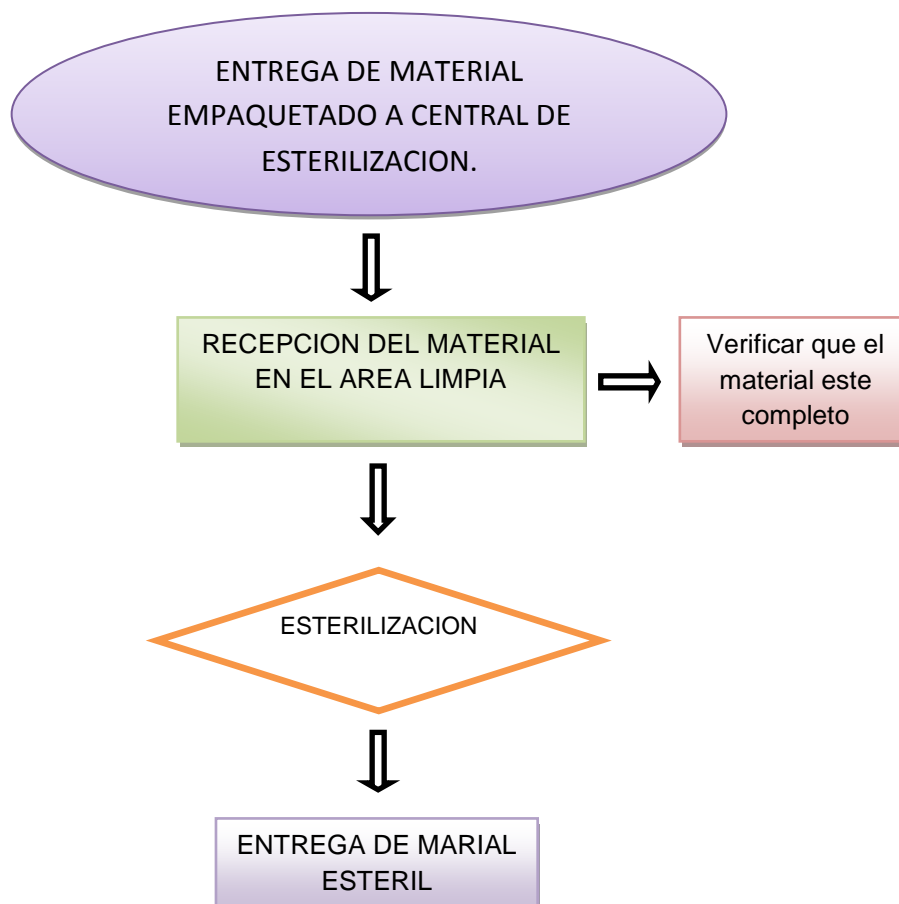 ENTREGA DE MATERIAL
EMPAQUETADO A CENTRAL DE
ESTERILIZACION.
RECEPCION DEL MATERIAL
EN EL AREA LIMPIA
Verificar que el
material este
completo
ESTERILIZACION
ENTREGA DE MARIAL
ESTERIL